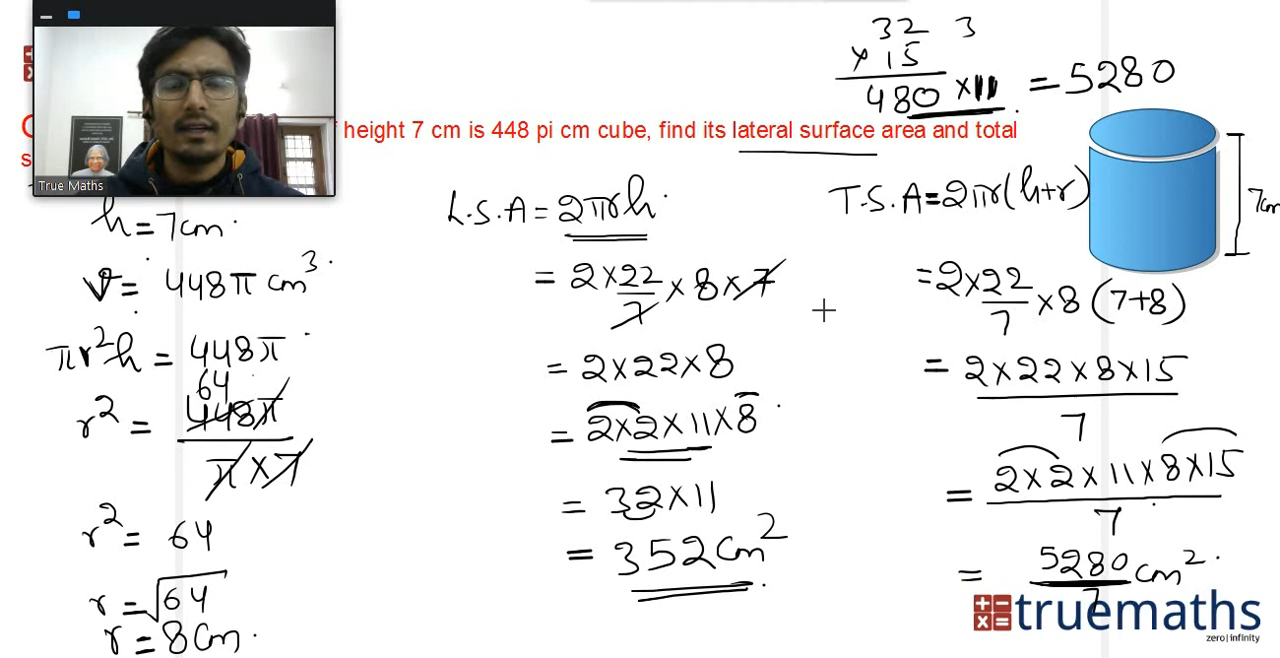 True Maths
f height 7 cm is 448 pi cm cube, find its lateral surface area and total
s
32 3
× 15
480 × 11 = 5280
h = 7cm.
v = 448π cm³.
πr²h = 448π
64
r² = 448π
π × 7
r² = 64
r = √64
r = 8cm.
L.S.A = 2πrh.
= 2 × 22/7 × 8 × 7
= 2 × 22 × 8
= 2 × 2 × 11 × 8
= 32 × 11
= 352 cm².
T.S.A = 2πr(h+r)
= 2 × 22/7 × 8 (7+8)
= 2 × 22 × 8 × 15
7
= 2 × 2 × 11 × 8 × 15
7
= 5280 cm².
7
7cm
truemaths
zero|infinity